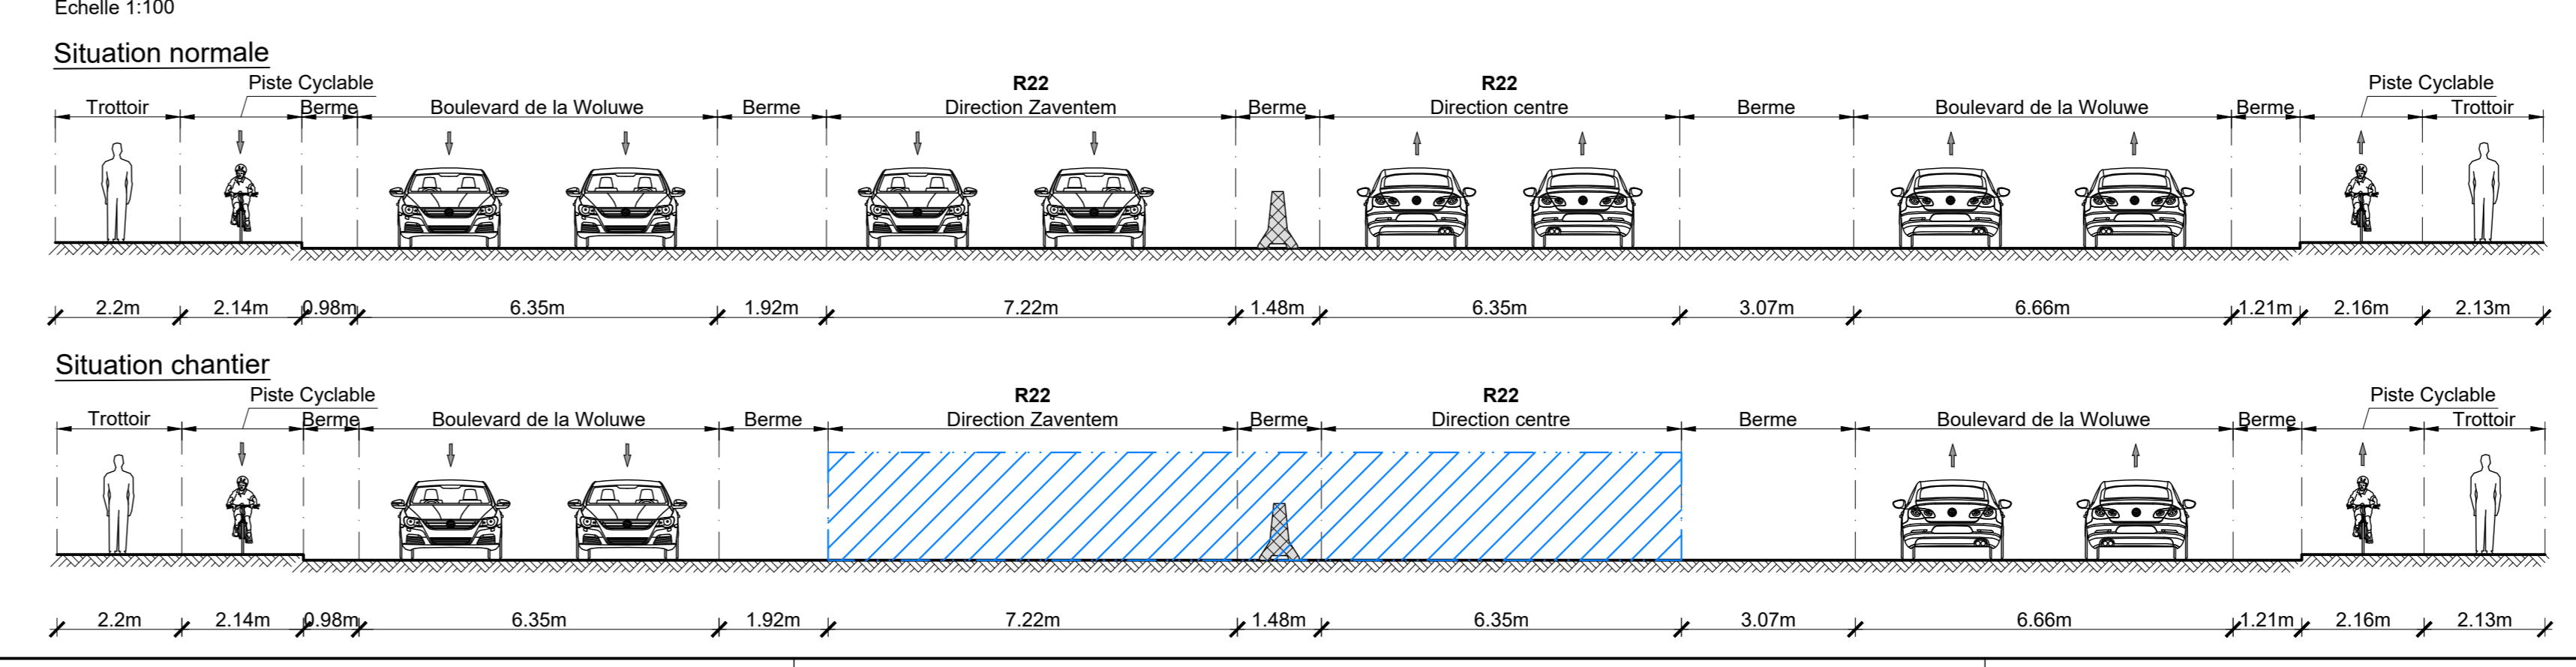 Echelle 1:100
Situation normale
Piste Cyclable
R22
R22
Piste Cyclable
Trottoir
Berme
Boulevard de la Woluwe
Berme
Direction Zaventem
Berme
Direction centre
Berme
Boulevard de la Woluwe
Berme
Trottoir
2.2m
2.14m
0.98m
6.35m
1.92m
7.22m
1.48m
6.35m
3.07m
6.66m
1.21m
2.16m
2.13m
Situation chantier
Piste Cyclable
R22
R22
Piste Cyclable
Trottoir
Berme
Boulevard de la Woluwe
Berme
Direction Zaventem
Berme
Direction centre
Berme
Boulevard de la Woluwe
Berme
Trottoir
2.2m
2.14m
0.98m
6.35m
1.92m
7.22m
1.48m
6.35m
3.07m
6.66m
1.21m
2.16m
2.13m